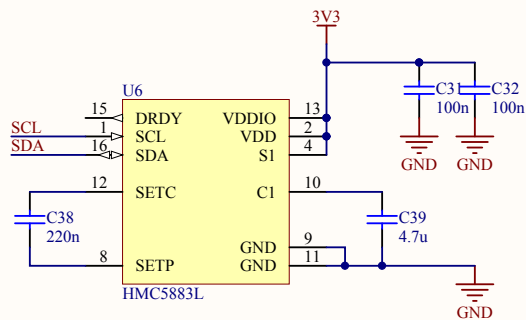 3V3
U6
15 DRDY VDDIO 13
SCL 1 SCL VDD 2
SDA 16 SDA S1 4
C31 100n
C32 100n
GND
GND
12 SETC C1 10
C38
220n
C39
4.7u
GND 9
8 SETP GND 11
HMC5883L
GND